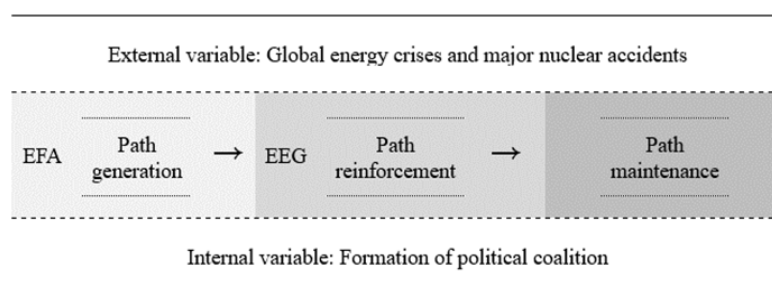 External variable: Global energy crises and major nuclear accidents
EFA
Path
generation
→
EEG
Path
reinforcement
→
Path
maintenance
Internal variable: Formation of political coalition